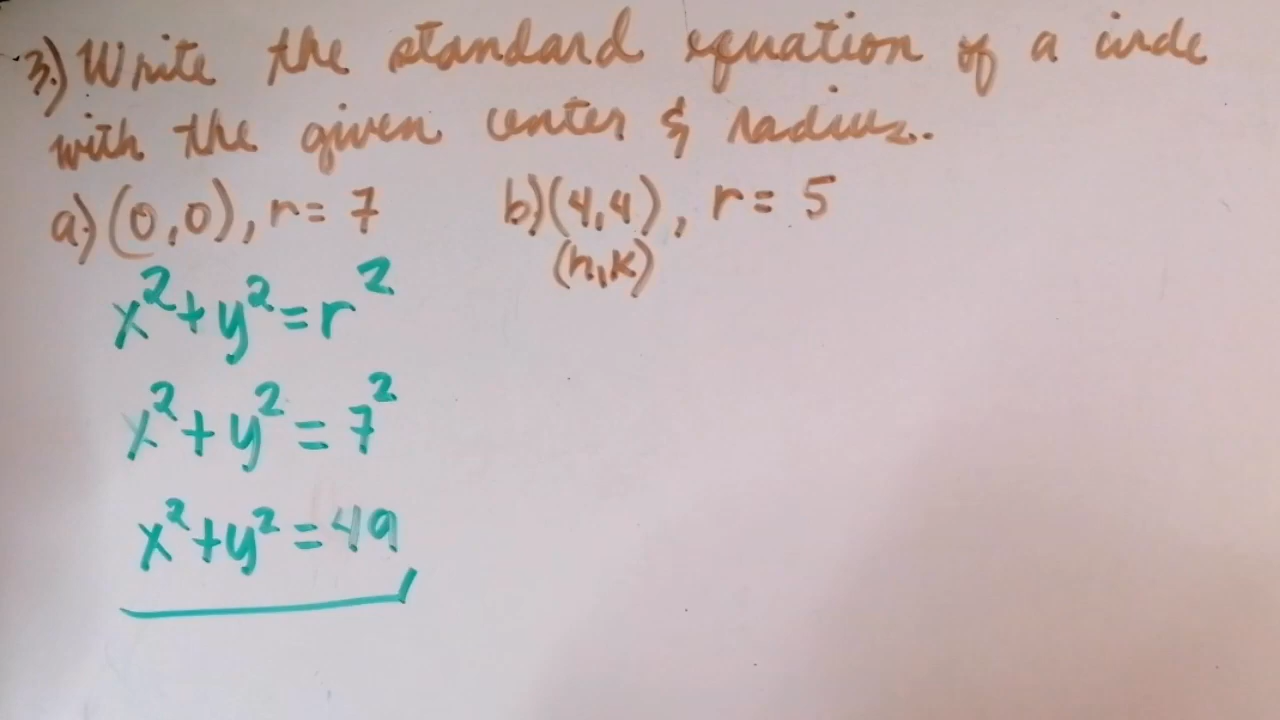 3.) Write the standard equation of a circle
with the given center & radius.
a.) (0,0), r = 7
b.) (4,4), r = 5
(h,k)
x²+y²=r²
x²+y²=7²
x²+y²=49